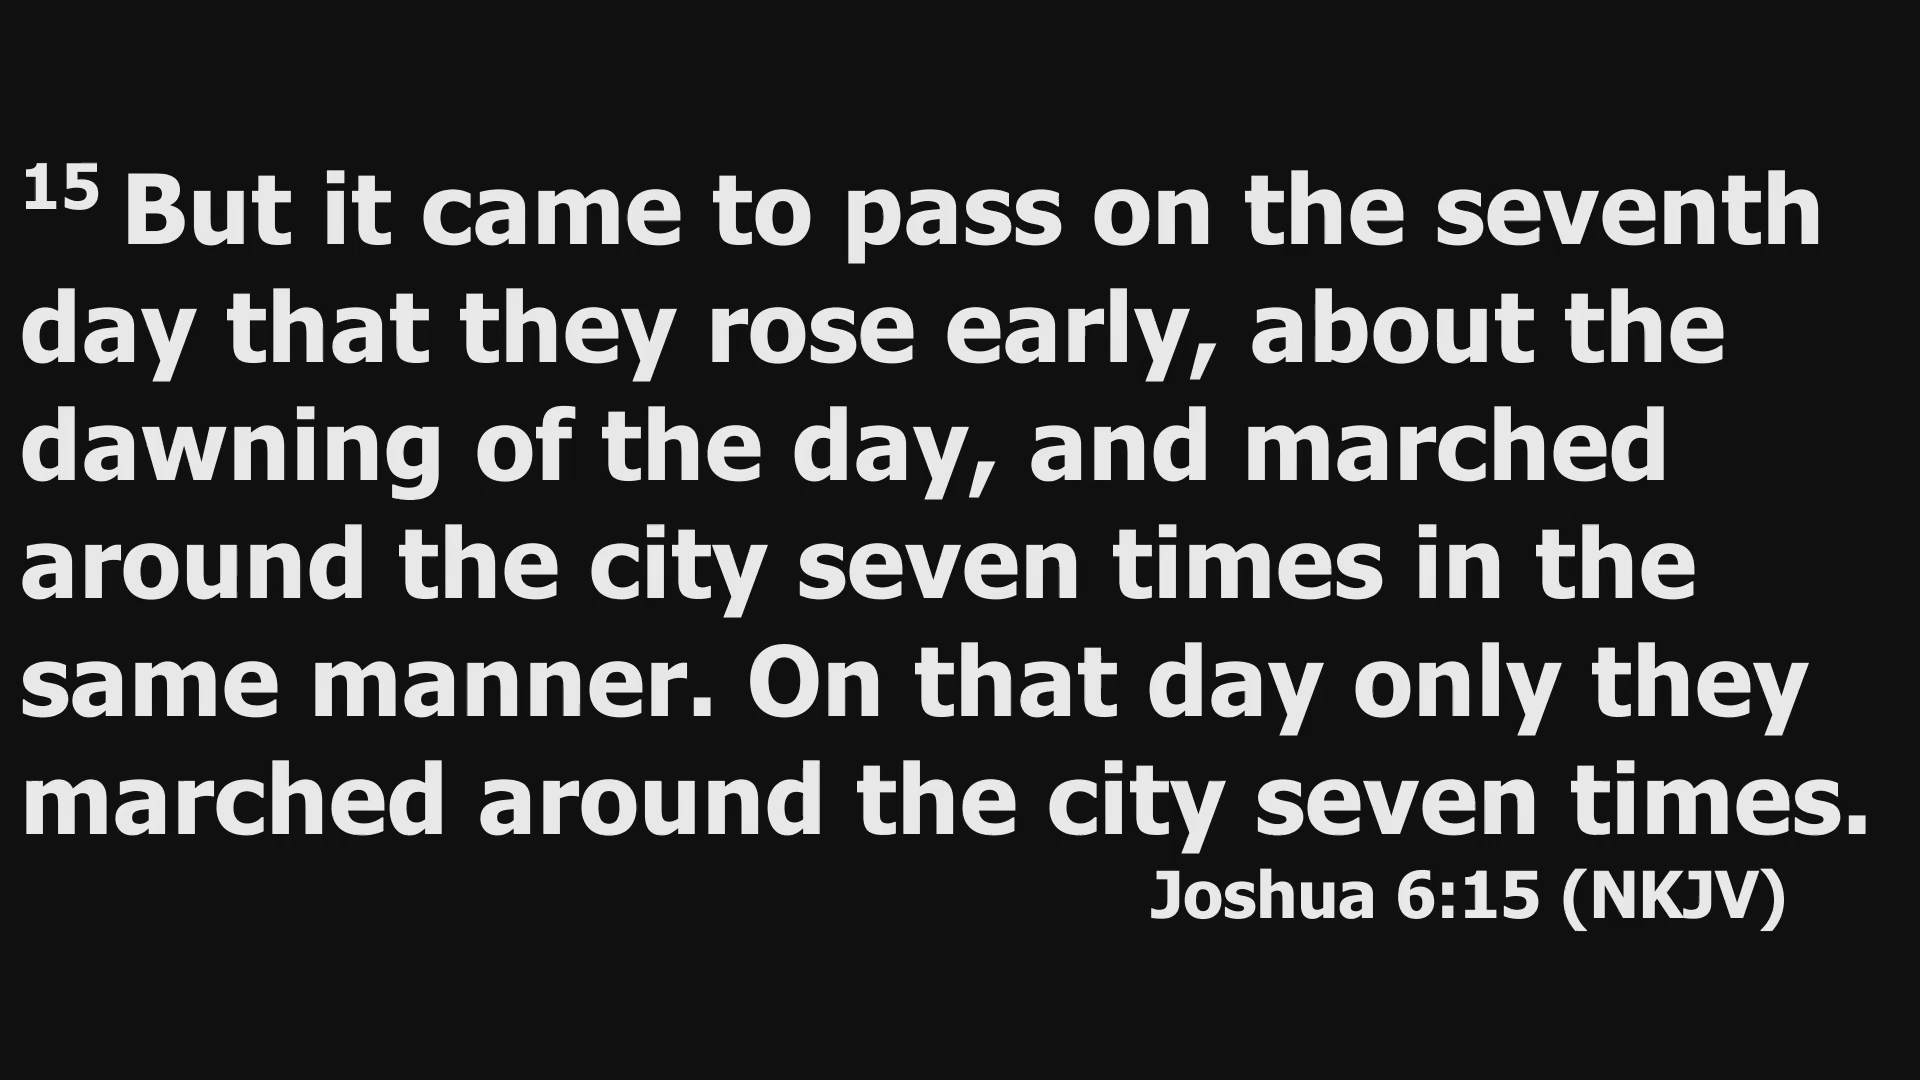 15 But it came to pass on the seventh
day that they rose early, about the
dawning of the day, and marched
around the city seven times in the
same manner. On that day only they
marched around the city seven times.
Joshua 6:15 (NKJV)